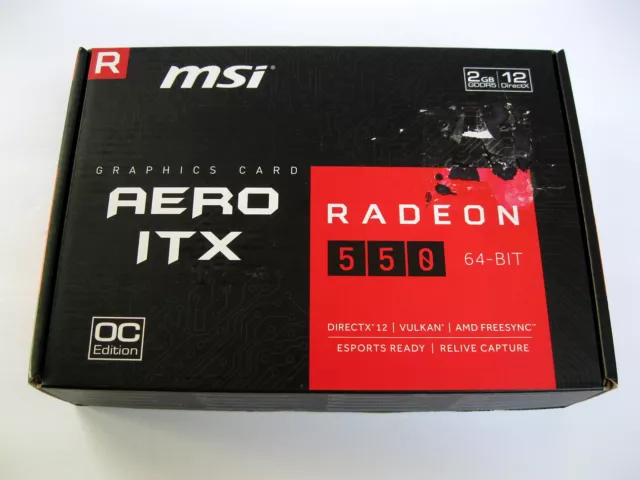 R
msi
2GB
GDDR5
12
DirectX
GRAPHICS CARD
AERO
ITX
RADEON
550
64-BIT
OC
Edition
DIRECTX® 12 | VULKAN® | AMD FREESYNC™
ESPORTS READY | RELIVE CAPTURE